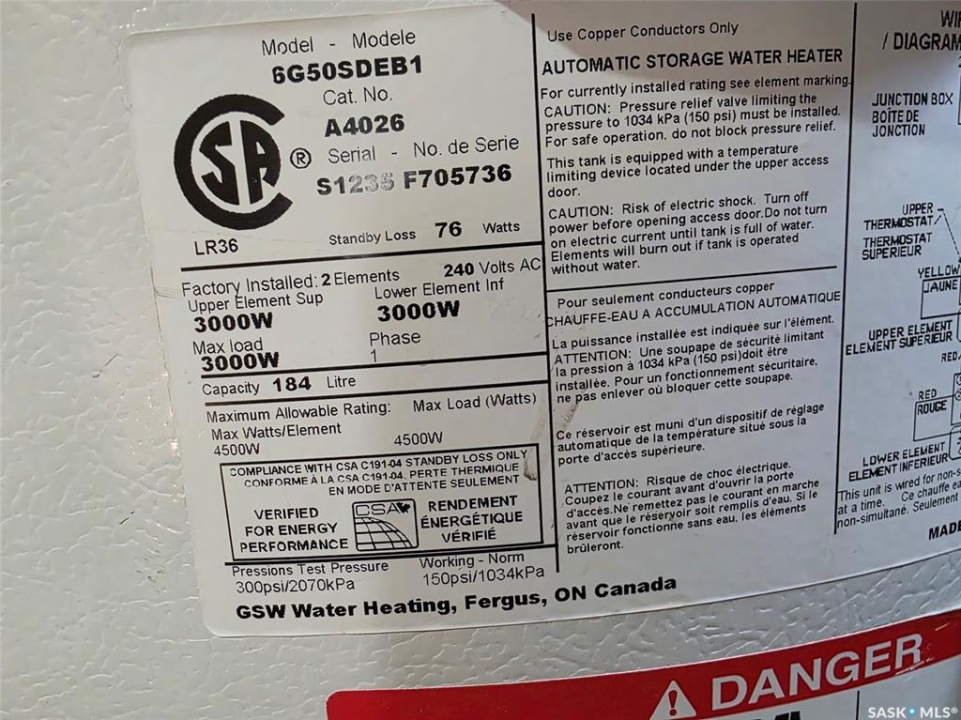 Model - Modele
6G50SDEB1
Cat. No.
A4026
Serial - No. de Serie
S1235 F705736
CSA ®
LR36
Standby Loss 76 Watts
Factory Installed: 2 Elements 240 Volts AC
Upper Element Sup Lower Element Inf
3000W 3000W
Max load Phase
3000W 1
Capacity 184 Litre
Maximum Allowable Rating: Max Load (Watts)
Max Watts/Element
4500W 4500W
COMPLIANCE WITH CSA C191-04 STANDBY LOSS ONLY
CONFORME À LA CSA C191-04. PERTE THERMIQUE
EN MODE D'ATTENTE SEULEMENT
VERIFIED
FOR ENERGY
PERFORMANCE
CSA
RENDEMENT
ÉNERGÉTIQUE
VÉRIFIÉ
Pressions Test Pressure Working - Norm
300psi/2070kPa 150psi/1034kPa
GSW Water Heating, Fergus, ON Canada
Use Copper Conductors Only
AUTOMATIC STORAGE WATER HEATER
For currently installed rating see element marking.
CAUTION: Pressure relief valve limiting the
pressure to 1034 kPa (150 psi) must be installed.
For safe operation. do not block pressure relief.
This tank is equipped with a temperature
limiting device located under the upper access
door.
CAUTION: Risk of electric shock. Turn off
power before opening access door.Do not turn
on electric current until tank is full of water.
Elements will burn out if tank is operated
without water.
Pour seulement conducteurs copper
CHAUFFE-EAU A ACCUMULATION AUTOMATIQUE
La puissance installée est indiquée sur l'élément.
ATTENTION: Une soupape de sécurité limitant
la pression à 1034 kPa (150 psi)doit être
installée. Pour un fonctionnement sécuritaire.
ne pas enlever où bloquer cette soupape.
Ce réservoir est muni d'un dispositif de réglage
automatique de la température situé sous la
porte d'accès supérieure.
ATTENTION: Risque de choc électrique.
Coupez le courant avant d'ouvrir la porte
d'accès.Ne remettez pas le courant en marche
avant que le réservoir soit remplis d'eau. Si le
réservoir fonctionne sans eau, les éléments
brûleront.
/ DIAGRAM
JUNCTION BOX
BOÎTE DE
JONCTION
UPPER
THERMOSTAT
THERMOSTAT
SUPERIEUR
YELLOW
JAUNE
UPPER ELEMENT
ELEMENT SUPERIEUR
RED
RED
ROUGE
LOWER ELEMENT
ELEMENT INFERIEUR
This unit is wired for non-s
at a time. Ce chauffe ea
non-simultané. Seulement
MADE
DANGER
SASK • MLS®